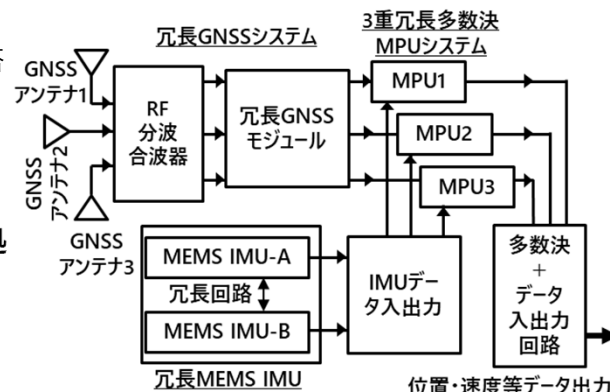 冗長GNSSシステム
3重冗長多数決
MPUシステム
GNSS
アンテナ1
GNSS
アンテナ2
GNSS
アンテナ3
RF
分波
合波器
冗長GNSS
モジュール
MPU1
MPU2
MPU3
MEMS IMU-A
冗長回路
MEMS IMU-B
冗長MEMS IMU
IMUデー
タ入出力
多数決
+
データ
入出力
回路
位置・速度等データ出力